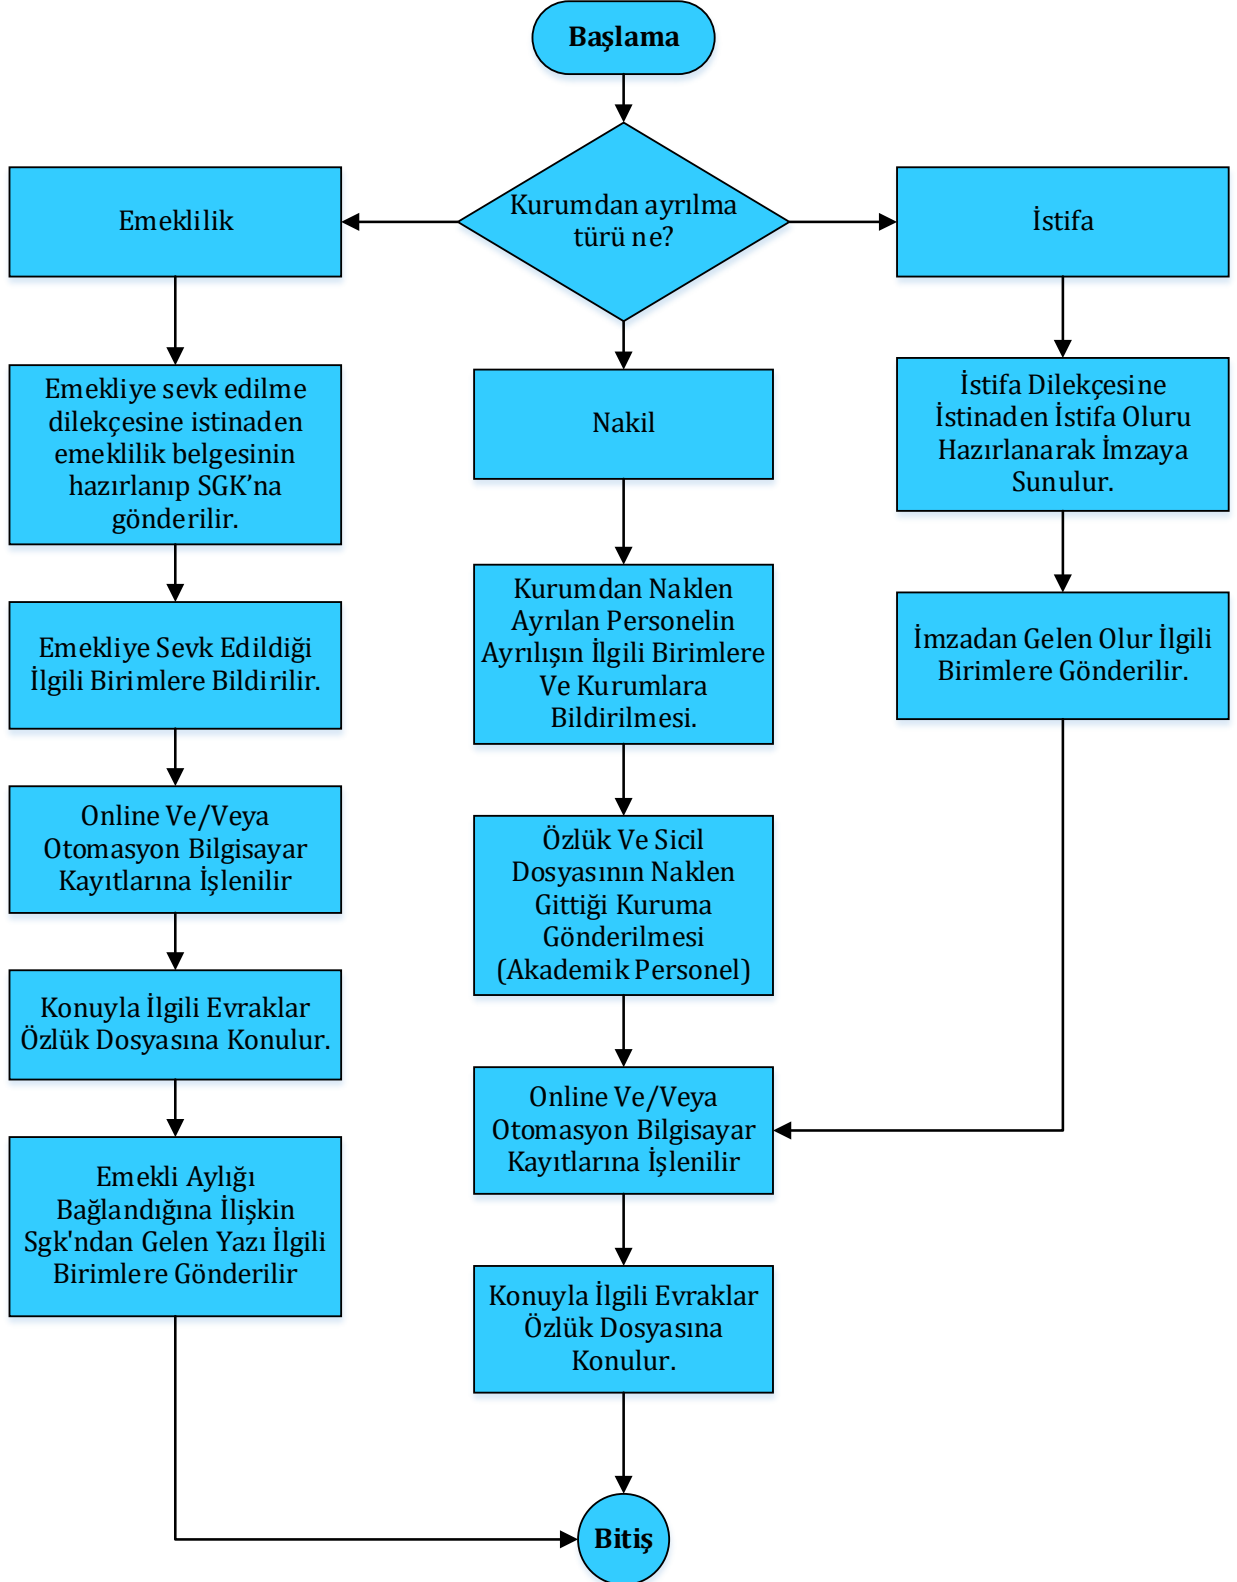 Başlama
Kurumdan ayrılma
türü ne?
Emeklilik
Emekliye sevk edilme
dilekçesine istinaden
emeklilik belgesinin
hazırlanıp SGK’na
gönderilir.
Emekliye Sevk Edildiği
İlgili Birimlere Bildirilir.
Online Ve/Veya
Otomasyon Bilgisayar
Kayıtlarına İşlenilir
Konuyla İlgili Evraklar
Özlük Dosyasına Konulur.
Emekli Aylığı
Bağlandığına İlişkin
Sgk'ndan Gelen Yazı İlgili
Birimlere Gönderilir
Nakil
Kurumdan Naklen
Ayrılan Personelin
Ayrılışın İlgili Birimlere
Ve Kurumlara
Bildirilmesi.
Özlük Ve Sicil
Dosyasının Naklen
Gittiği Kuruma
Gönderilmesi
(Akademik Personel)
Online Ve/Veya
Otomasyon Bilgisayar
Kayıtlarına İşlenilir
Konuyla İlgili Evraklar
Özlük Dosyasına
Konulur.
İstifa
İstifa Dilekçesine
İstinaden İstifa Oluru
Hazırlanarak İmzaya
Sunulur.
İmzadan Gelen Olur İlgili
Birimlere Gönderilir.
Bitiş